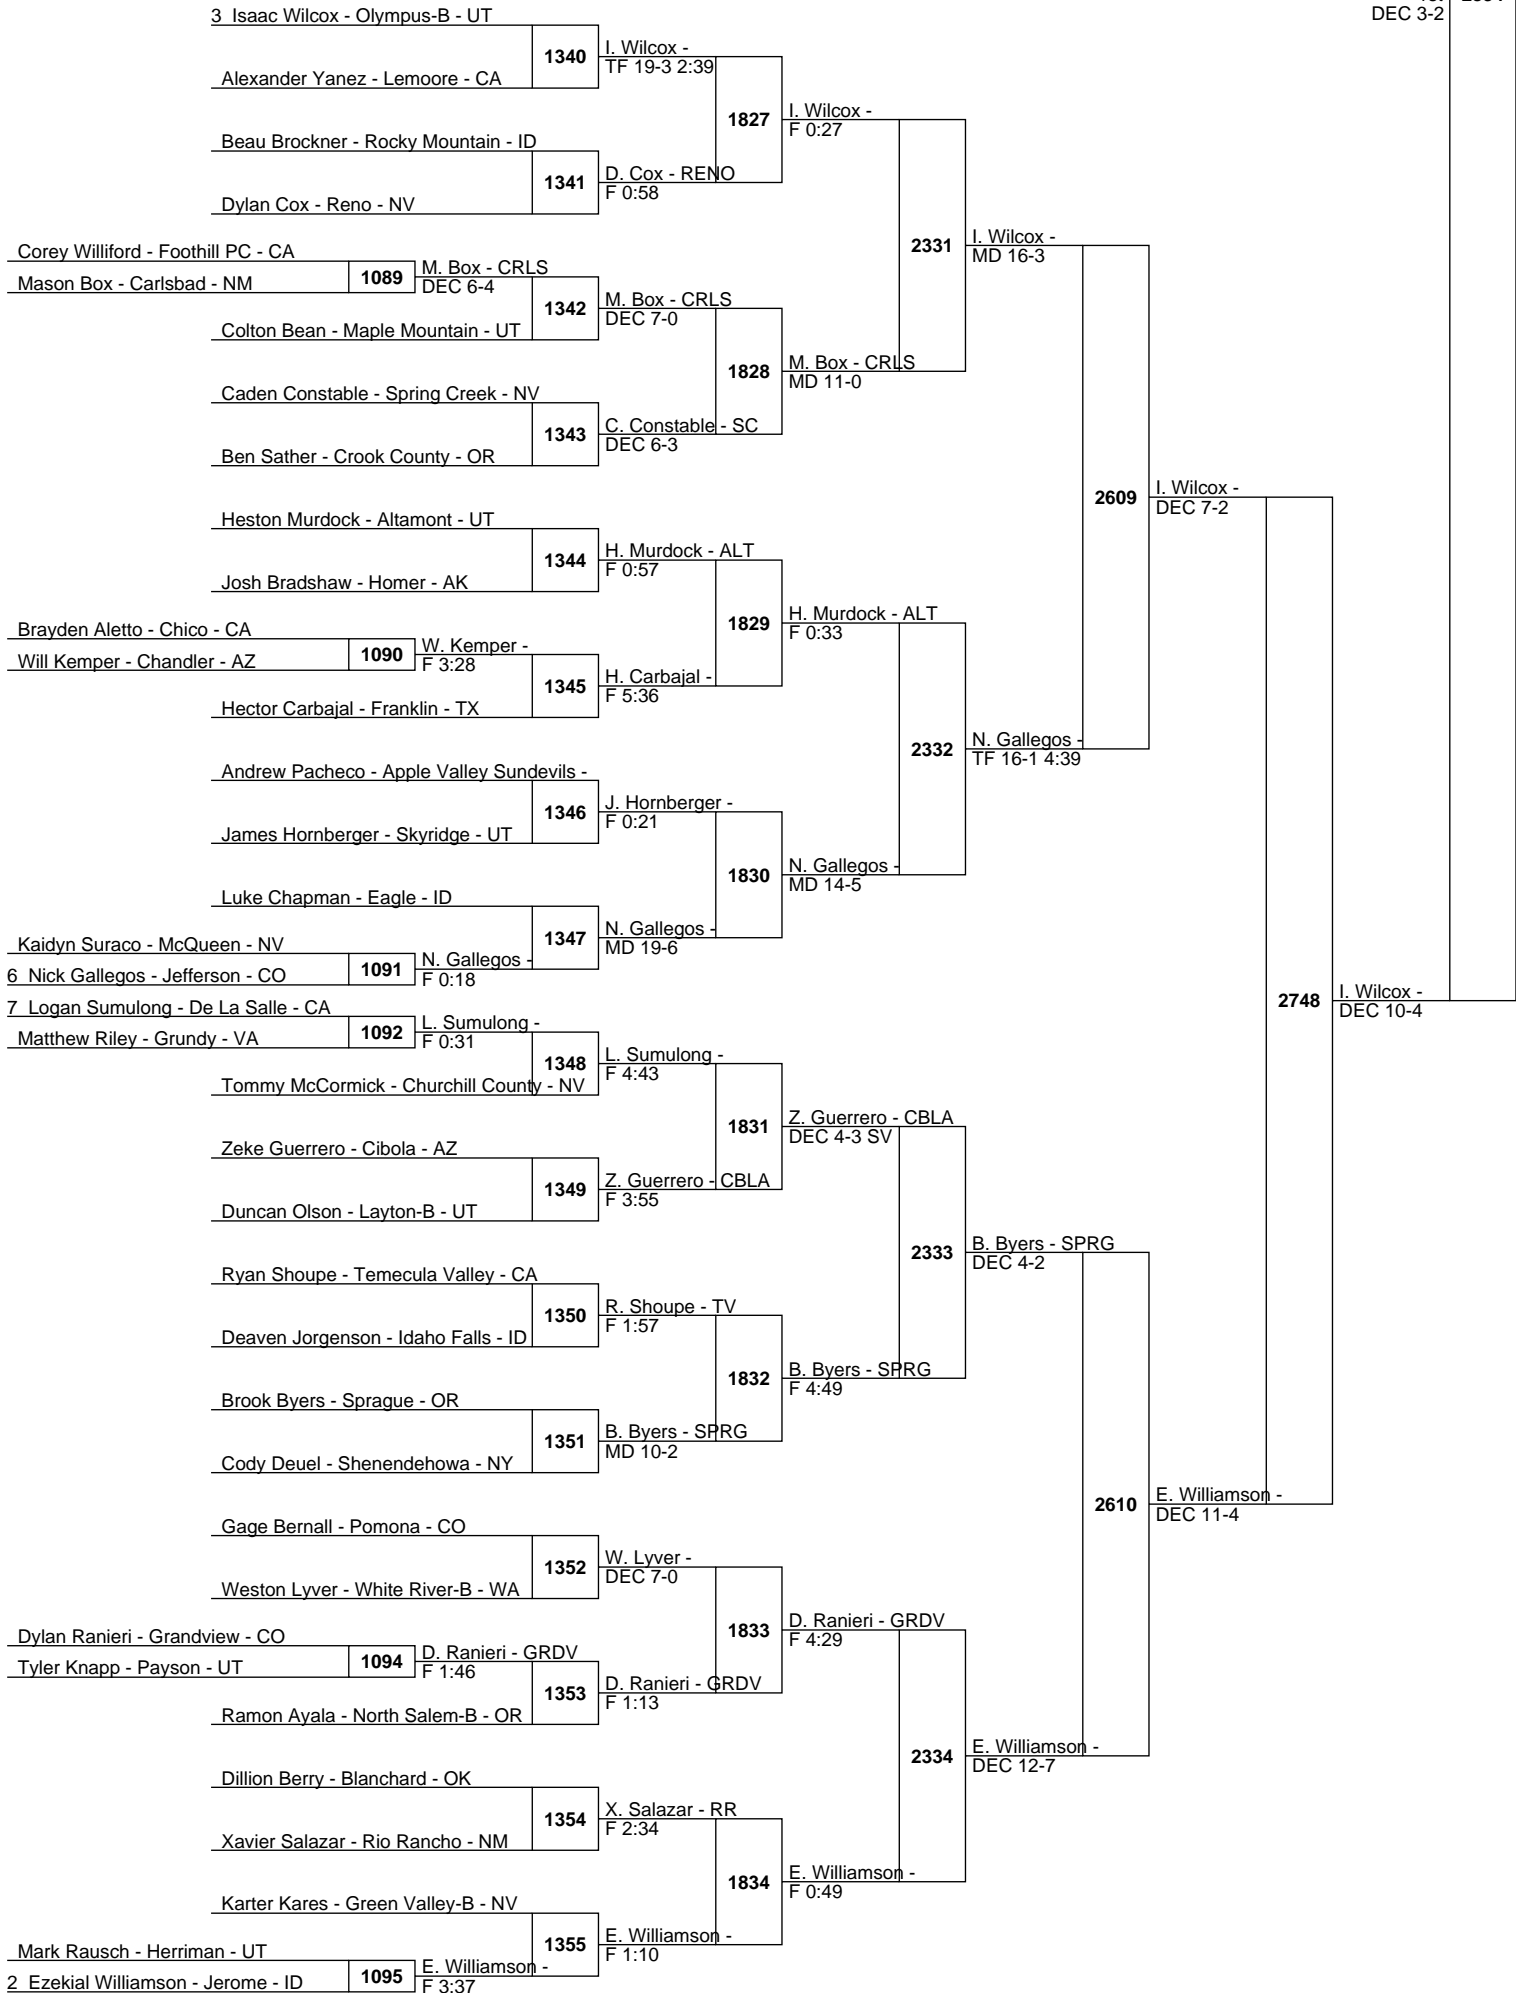 DEC 3-2
3 Isaac Wilcox - Olympus-B - UT
1340
I. Wilcox -
TF 19-3 2:39
Alexander Yanez - Lemoore - CA
1827
I. Wilcox -
F 0:27
Beau Brockner - Rocky Mountain - ID
1341
D. Cox - RENO
F 0:58
Dylan Cox - Reno - NV
2331
I. Wilcox -
MD 16-3
Corey Williford - Foothill PC - CA
1089
M. Box - CRLS
DEC 6-4
Mason Box - Carlsbad - NM
1342
M. Box - CRLS
DEC 7-0
Colton Bean - Maple Mountain - UT
1828
M. Box - CRLS
MD 11-0
Caden Constable - Spring Creek - NV
1343
C. Constable - SC
DEC 6-3
Ben Sather - Crook County - OR
2609
I. Wilcox -
DEC 7-2
Heston Murdock - Altamont - UT
1344
H. Murdock - ALT
F 0:57
Josh Bradshaw - Homer - AK
1829
H. Murdock - ALT
F 0:33
Brayden Aletto - Chico - CA
1090
W. Kemper -
F 3:28
Will Kemper - Chandler - AZ
1345
H. Carbajal -
F 5:36
Hector Carbajal - Franklin - TX
2332
N. Gallegos -
TF 16-1 4:39
Andrew Pacheco - Apple Valley Sundevils -
1346
J. Hornberger -
F 0:21
James Hornberger - Skyridge - UT
1830
N. Gallegos -
MD 14-5
Luke Chapman - Eagle - ID
1347
N. Gallegos -
MD 19-6
Kaidyn Suraco - McQueen - NV
1091
N. Gallegos -
F 0:18
6 Nick Gallegos - Jefferson - CO
2748
I. Wilcox -
DEC 10-4
7 Logan Sumulong - De La Salle - CA
1092
L. Sumulong -
F 0:31
Matthew Riley - Grundy - VA
1348
L. Sumulong -
F 4:43
Tommy McCormick - Churchill County - NV
1831
Z. Guerrero - CBLA
DEC 4-3 SV
Zeke Guerrero - Cibola - AZ
1349
Z. Guerrero - CBLA
F 3:55
Duncan Olson - Layton-B - UT
2333
B. Byers - SPRG
DEC 4-2
Ryan Shoupe - Temecula Valley - CA
1350
R. Shoupe - TV
F 1:57
Deaven Jorgenson - Idaho Falls - ID
1832
B. Byers - SPRG
F 4:49
Brook Byers - Sprague - OR
1351
B. Byers - SPRG
MD 10-2
Cody Deuel - Shenendehowa - NY
2610
E. Williamson -
DEC 11-4
Gage Bernall - Pomona - CO
1352
W. Lyver -
DEC 7-0
Weston Lyver - White River-B - WA
1833
D. Ranieri - GRDV
F 4:29
Dylan Ranieri - Grandview - CO
1094
D. Ranieri - GRDV
F 1:46
Tyler Knapp - Payson - UT
1353
D. Ranieri - GRDV
F 1:13
Ramon Ayala - North Salem-B - OR
2334
E. Williamson -
DEC 12-7
Dillion Berry - Blanchard - OK
1354
X. Salazar - RR
F 2:34
Xavier Salazar - Rio Rancho - NM
1834
E. Williamson -
F 0:49
Karter Kares - Green Valley-B - NV
1355
E. Williamson -
F 1:10
Mark Rausch - Herriman - UT
1095
E. Williamson -
F 3:37
2 Ezekial Williamson - Jerome - ID